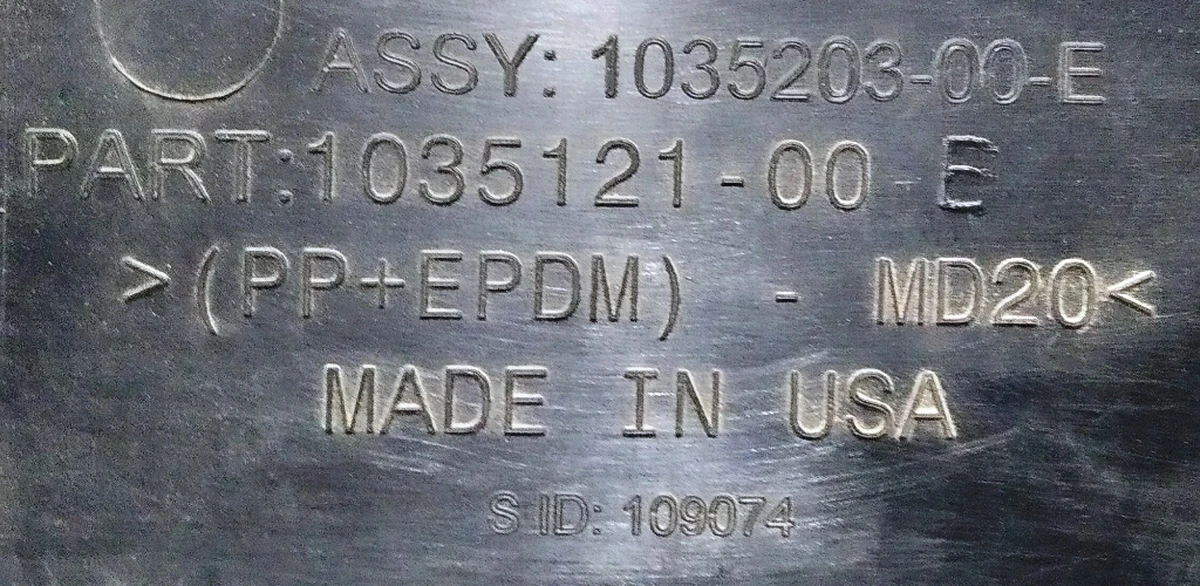 ASSY: 1035203-00-E
PART:1035121-00-E
>(PP+EPDM) - MD20<
MADE IN USA
S ID: 109074